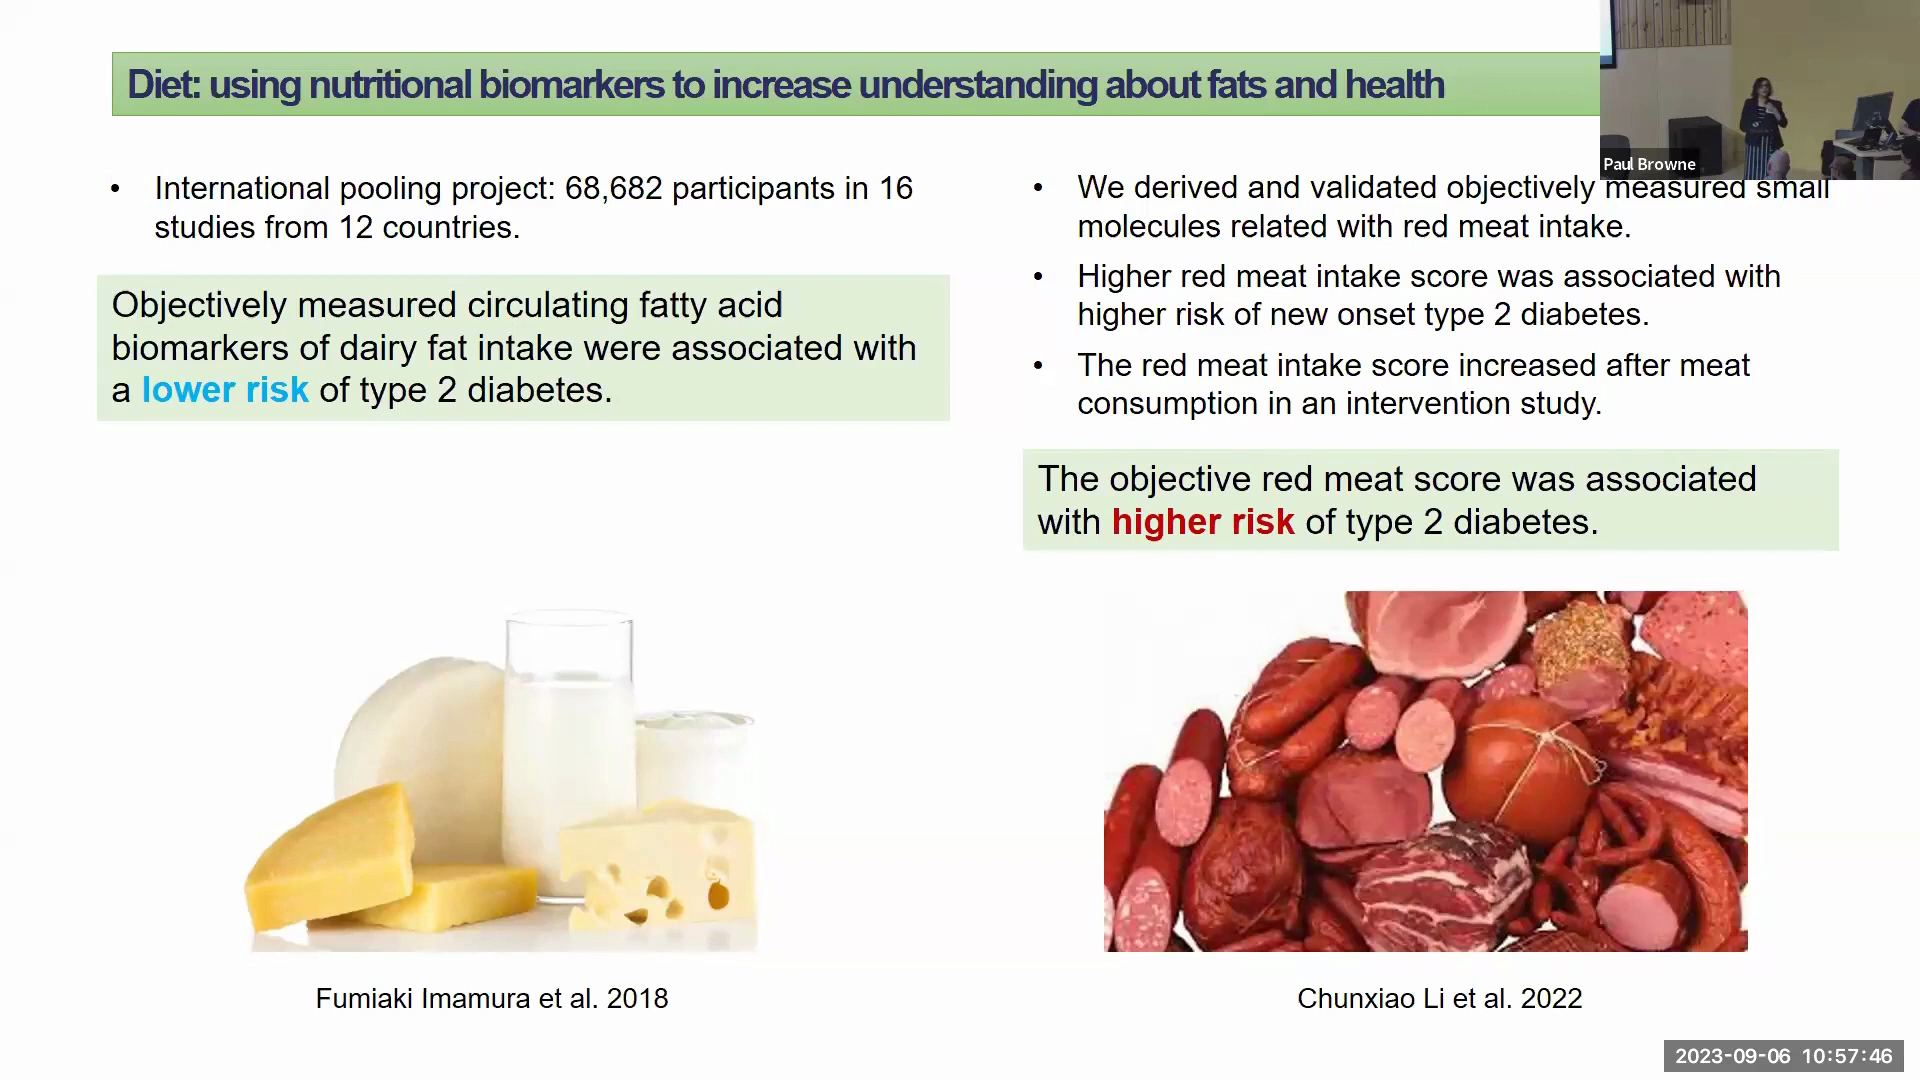 Diet: using nutritional biomarkers to increase understanding about fats and health
Paul Browne
• International pooling project: 68,682 participants in 16
studies from 12 countries.
Objectively measured circulating fatty acid
biomarkers of dairy fat intake were associated with
a lower risk of type 2 diabetes.
Fumiaki Imamura et al. 2018
• We derived and validated objectively measured small
molecules related with red meat intake.
• Higher red meat intake score was associated with
higher risk of new onset type 2 diabetes.
• The red meat intake score increased after meat
consumption in an intervention study.
The objective red meat score was associated
with higher risk of type 2 diabetes.
Chunxiao Li et al. 2022
2023-09-06 10:57:46